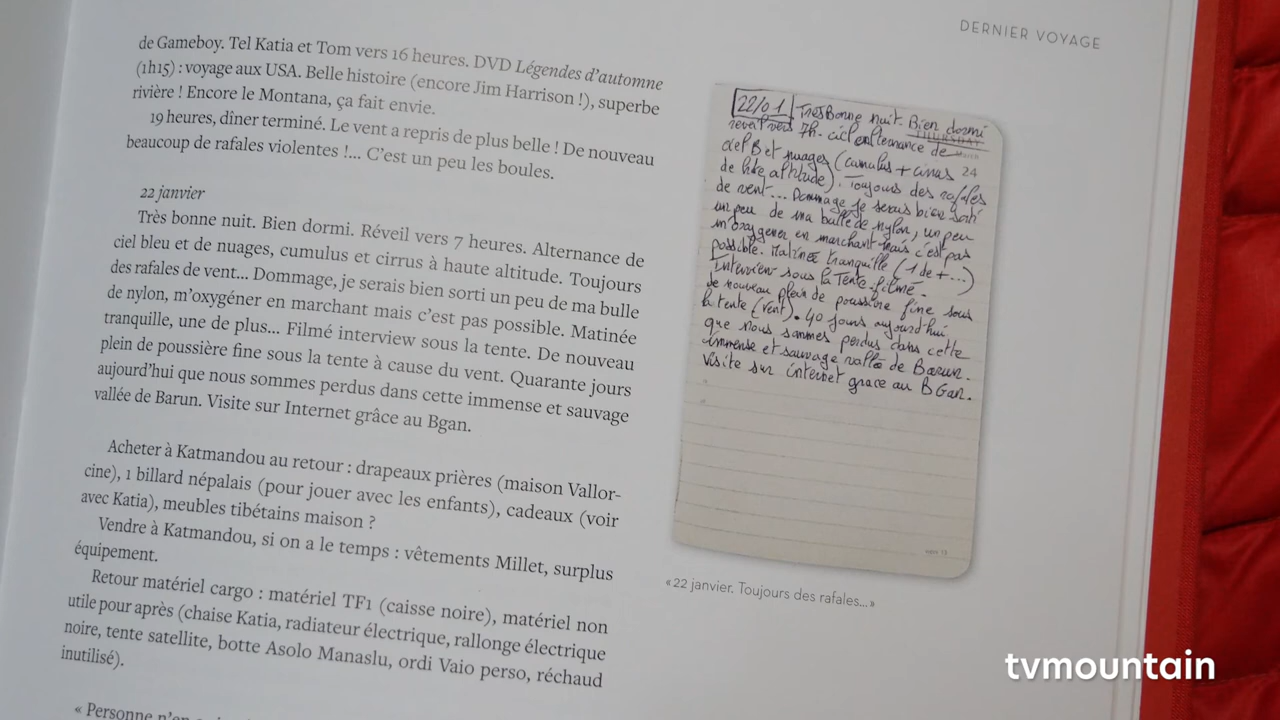 DERNIER VOYAGE
de Gameboy. Tel Katia et Tom vers 16 heures. DVD Légendes d'automne
(1h15) : voyage aux USA. Belle histoire (encore Jim Harrison !), superbe
rivière ! Encore le Montana, ça fait envie.
19 heures, dîner terminé. Le vent a repris de plus belle ! De nouveau
beaucoup de rafales violentes !... C'est un peu les boules.
22 janvier
Très bonne nuit. Bien dormi. Réveil vers 7 heures. Alternance de
ciel bleu et de nuages, cumulus et cirrus à haute altitude. Toujours
des rafales de vent... Dommage, je serais bien sorti un peu de ma bulle
de nylon, m'oxygéner en marchant mais c'est pas possible. Matinée
tranquille, une de plus... Filmé interview sous la tente. De nouveau
plein de poussière fine sous la tente à cause du vent. Quarante jours
aujourd'hui que nous sommes perdus dans cette immense et sauvage
vallée de Barun. Visite sur Internet grâce au Bgan.
Acheter à Katmandou au retour : drapeaux prières (maison Vallor-
cine), 1 billard népalais (pour jouer avec les enfants), cadeaux (voir
avec Katia), meubles tibétains maison ?
Vendre à Katmandou, si on a le temps : vêtements Millet, surplus
équipement.
Retour matériel cargo : matériel TF1 (caisse noire), matériel non
utile pour après (chaise Katia, radiateur électrique, rallonge électrique
noire, tente satellite, botte Asolo Manaslu, ordi Vaio perso, réchaud
inutilisé).
« Personne n'en
22/01 Tres Bonne nuit. Bien dormi
reveil vers 7h. ciel en alternance de
THURSDAY
March
24
ciel B et nuages (cumulus + cirrus
de hte altitude). Toujours des rafales
de vent... Dommage je serais bien sorti
un peu de ma bulle de nylon, un peu
m'oxygener en marchant mais c'est pas
possible. Matinée tranquille (1 de + ...)
Interview sous la Tente filmé.
de nouveau plein de poussière fine sous
la tente (vent). 40 jours aujourd'hui
que nous sommes perdus dans cette
immense et sauvage vallée de Barun.
visite sur internet grace au B Gan.
« 22 janvier. Toujours des rafales... »
tvmountain